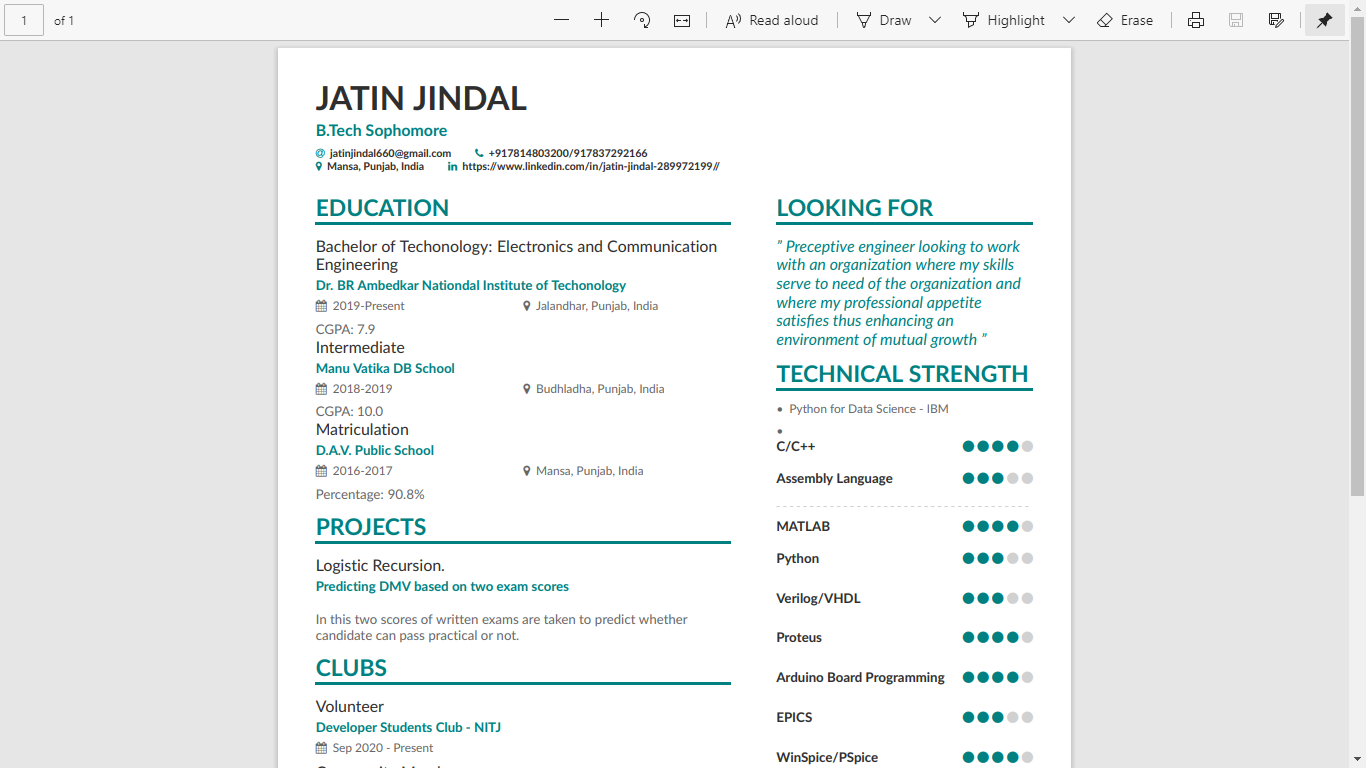 1 of 1 Read aloud Draw Highlight Erase
JATIN JINDAL
B.Tech Sophomore
@ jatinjindal660@gmail.com +917814803200/917837292166
Mansa, Punjab, India in https://www.linkedin.com/in/jatin-jindal-289972199//
EDUCATION
Bachelor of Techonology: Electronics and Communication
Engineering
Dr. BR Ambedkar Nationdal Institute of Techonology
2019-Present Jalandhar, Punjab, India
CGPA: 7.9
Intermediate
Manu Vatika DB School
2018-2019 Budhladha, Punjab, India
CGPA: 10.0
Matriculation
D.A.V. Public School
2016-2017 Mansa, Punjab, India
Percentage: 90.8%
PROJECTS
Logistic Recursion.
Predicting DMV based on two exam scores
In this two scores of written exams are taken to predict whether
candidate can pass practical or not.
CLUBS
Volunteer
Developer Students Club - NITJ
Sep 2020 - Present
LOOKING FOR
” Preceptive engineer looking to work
with an organization where my skills
serve to need of the organization and
where my professional appetite
satisfies thus enhancing an
environment of mutual growth ”
TECHNICAL STRENGTH
• Python for Data Science - IBM
•
C/C++
Assembly Language
MATLAB
Python
Verilog/VHDL
Proteus
Arduino Board Programming
EPICS
WinSpice/PSpice